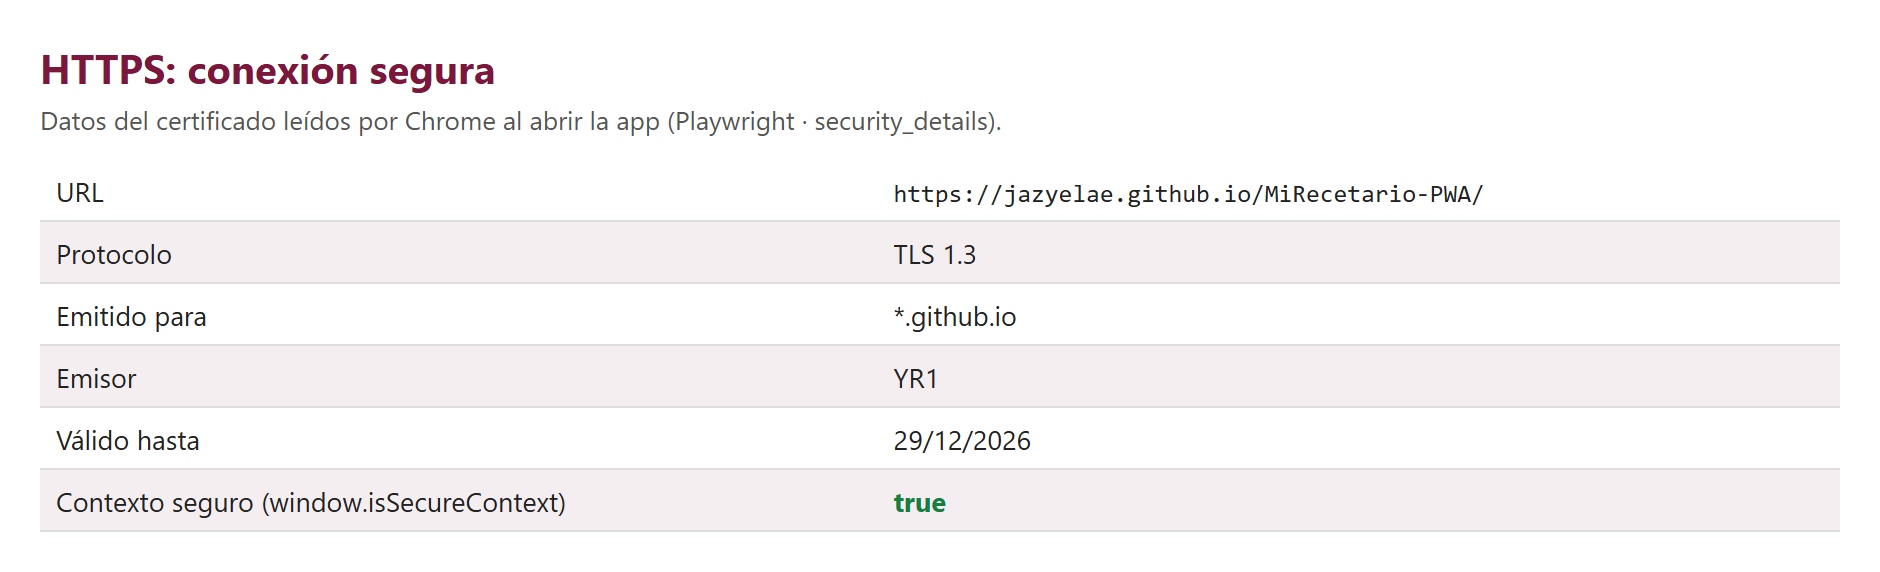 HTTPS: conexión segura
Datos del certificado leídos por Chrome al abrir la app (Playwright · security_details).
URL https://jazyelae.github.io/MiRecetario-PWA/
Protocolo TLS 1.3
Emitido para *.github.io
Emisor YR1
Válido hasta 29/12/2026
Contexto seguro (window.isSecureContext) true